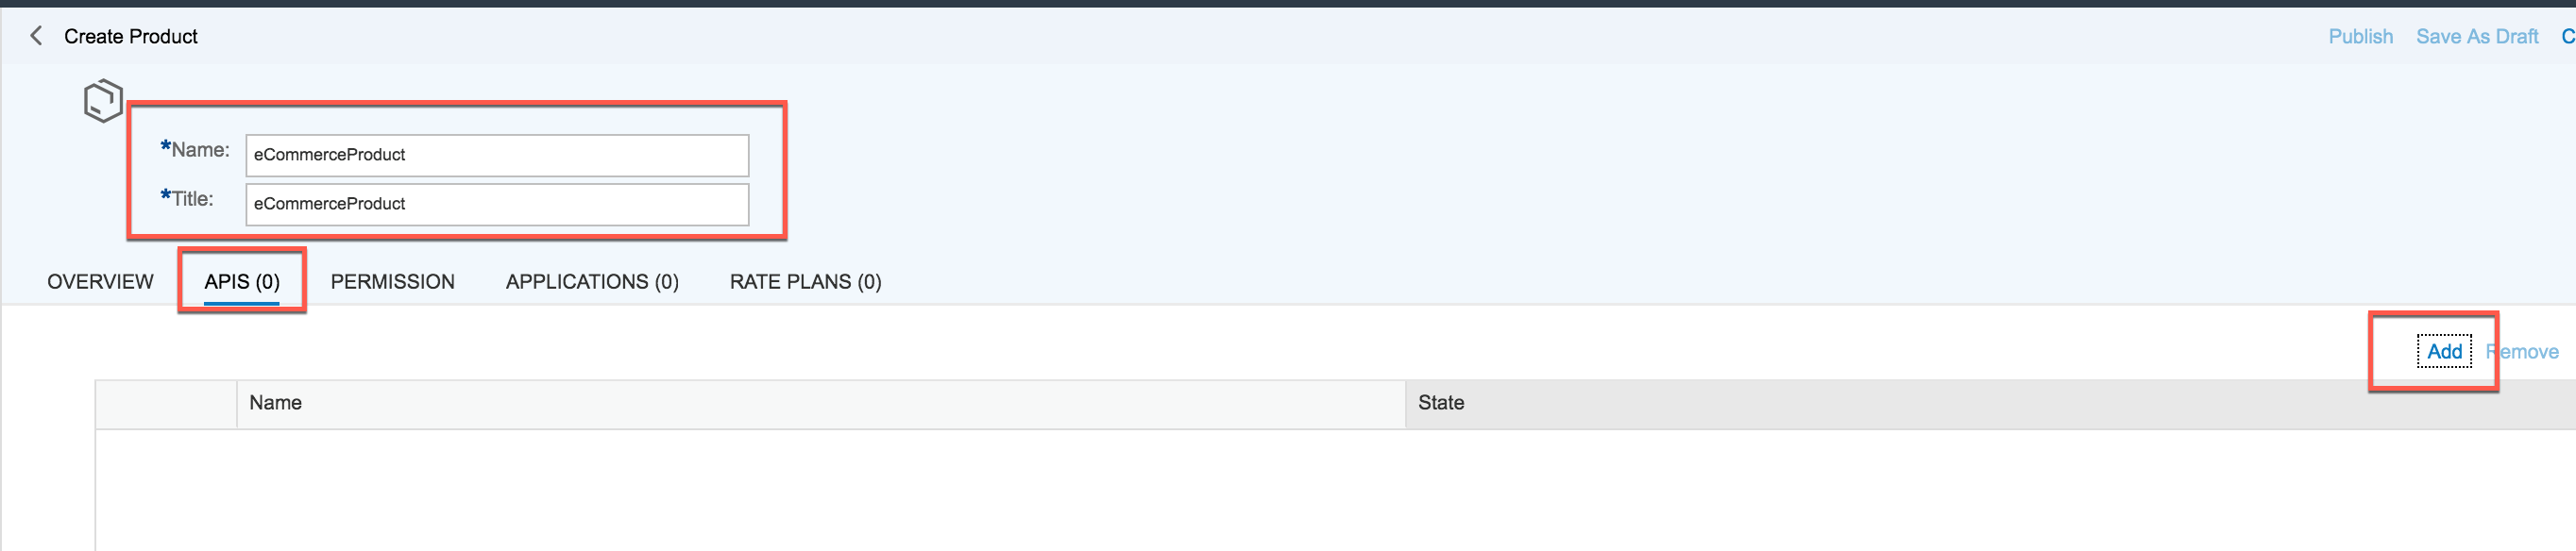 Create Product
Publish Save As Draft C
*Name: eCommerceProduct
*Title: eCommerceProduct
OVERVIEW APIS (0) PERMISSION APPLICATIONS (0) RATE PLANS (0)
Add Remove
Name State